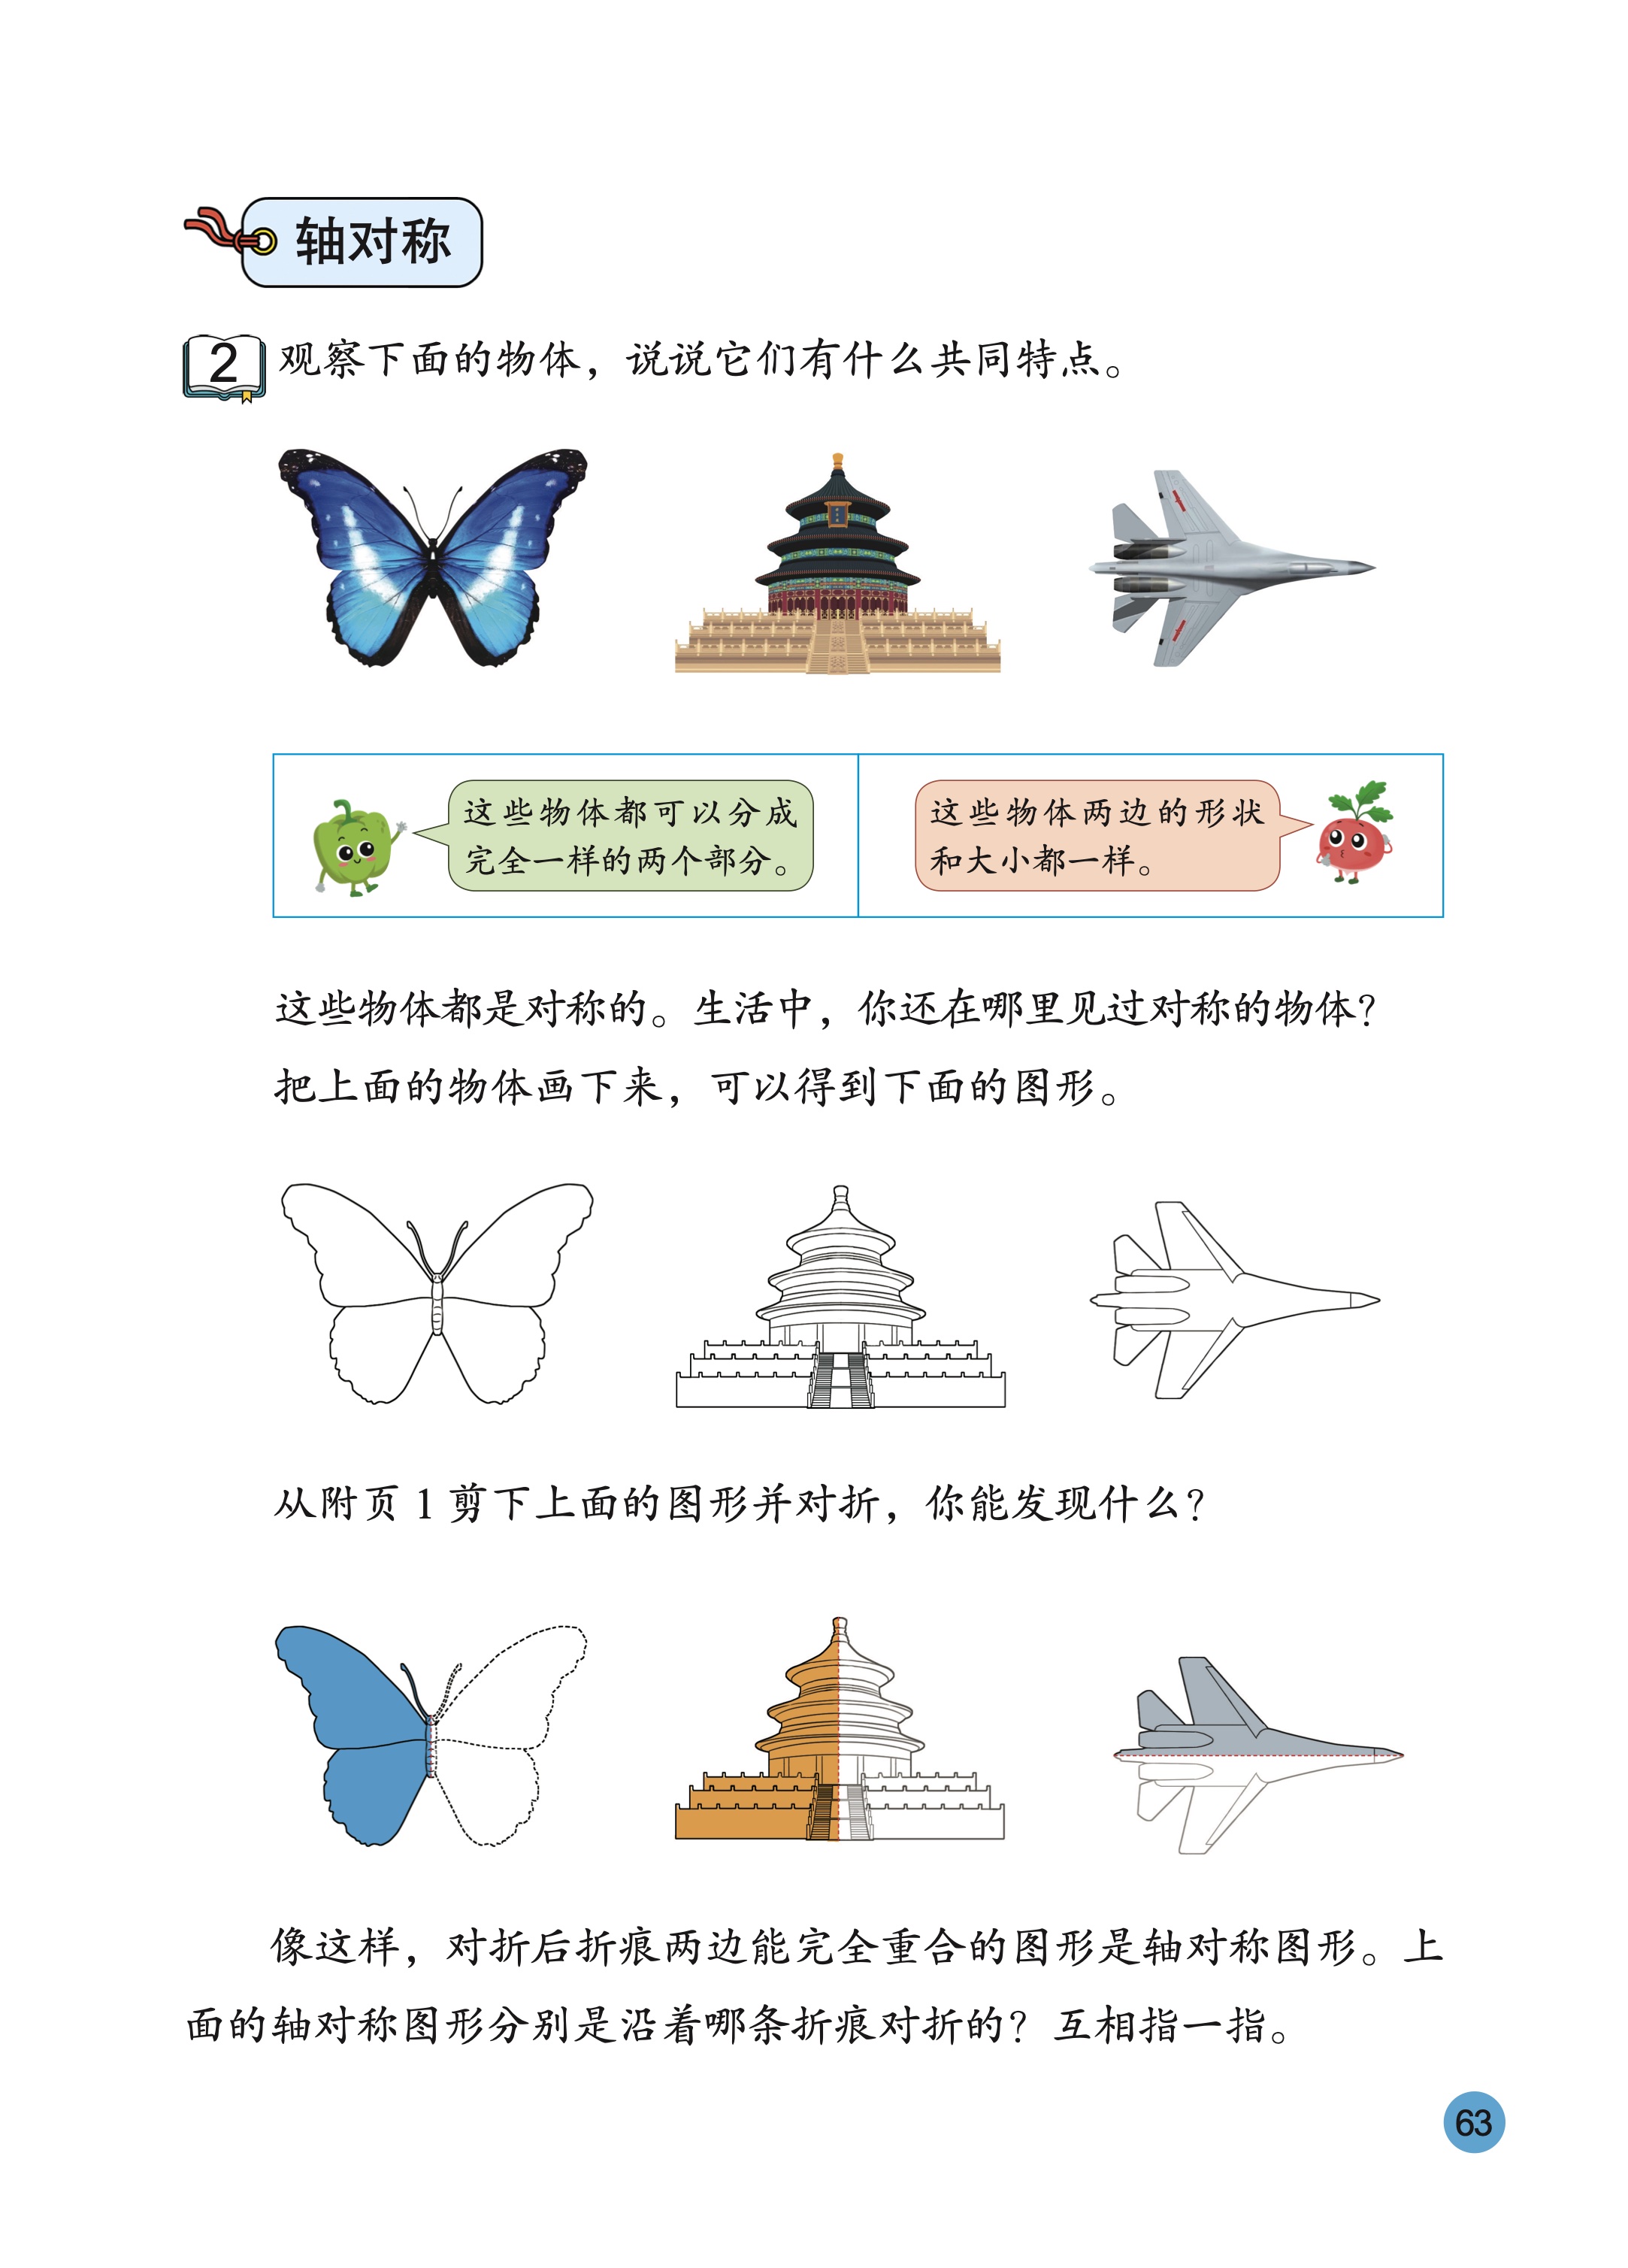 轴对称
2 观察下面的物体，说说它们有什么共同特点。
这些物体都可以分成
完全一样的两个部分。
这些物体两边的形状
和大小都一样。
这些物体都是对称的。生活中，你还在哪里见过对称的物体？
把上面的物体画下来，可以得到下面的图形。
从附页 1 剪下上面的图形并对折，你能发现什么？
像这样，对折后折痕两边能完全重合的图形是轴对称图形。上
面的轴对称图形分别是沿着哪条折痕对折的？互相指一指。
63